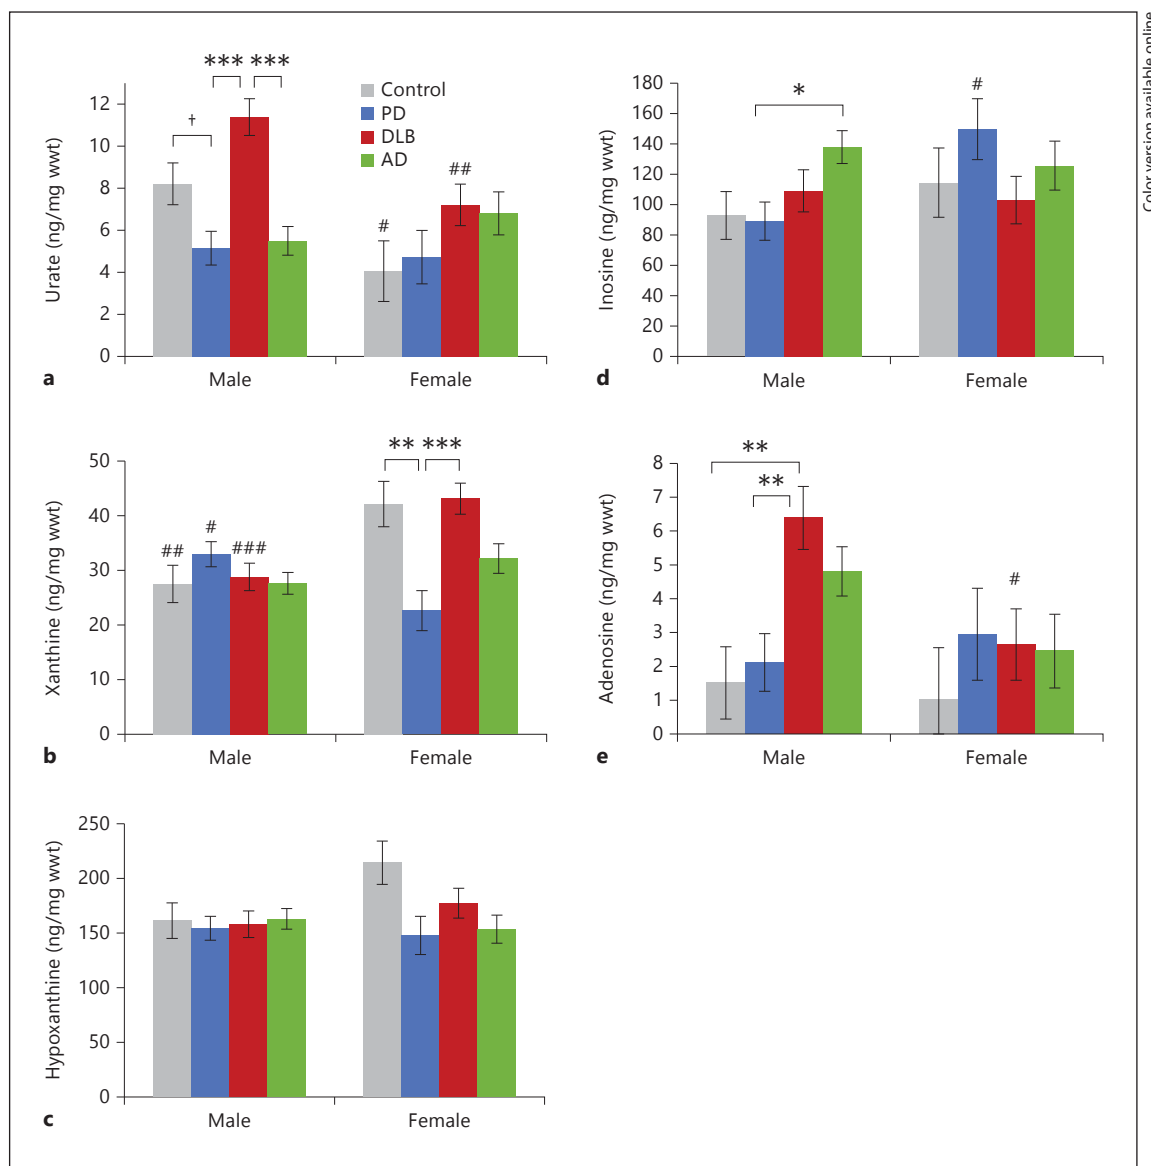 Color version available online
*** ***
†
Control
PD
DLB
AD
#
##
Urate (ng/mg wwt)
12
10
8
6
4
2
0
Male
Female
a
*
#
Inosine (ng/mg wwt)
180
160
140
120
100
80
60
40
20
0
Male
Female
d
** ***
##
#
###
Xanthine (ng/mg wwt)
50
40
30
20
10
0
Male
Female
b
**
**
#
Adenosine (ng/mg wwt)
8
7
6
5
4
3
2
1
0
Male
Female
e
Hypoxanthine (ng/mg wwt)
250
200
150
100
50
0
Male
Female
c